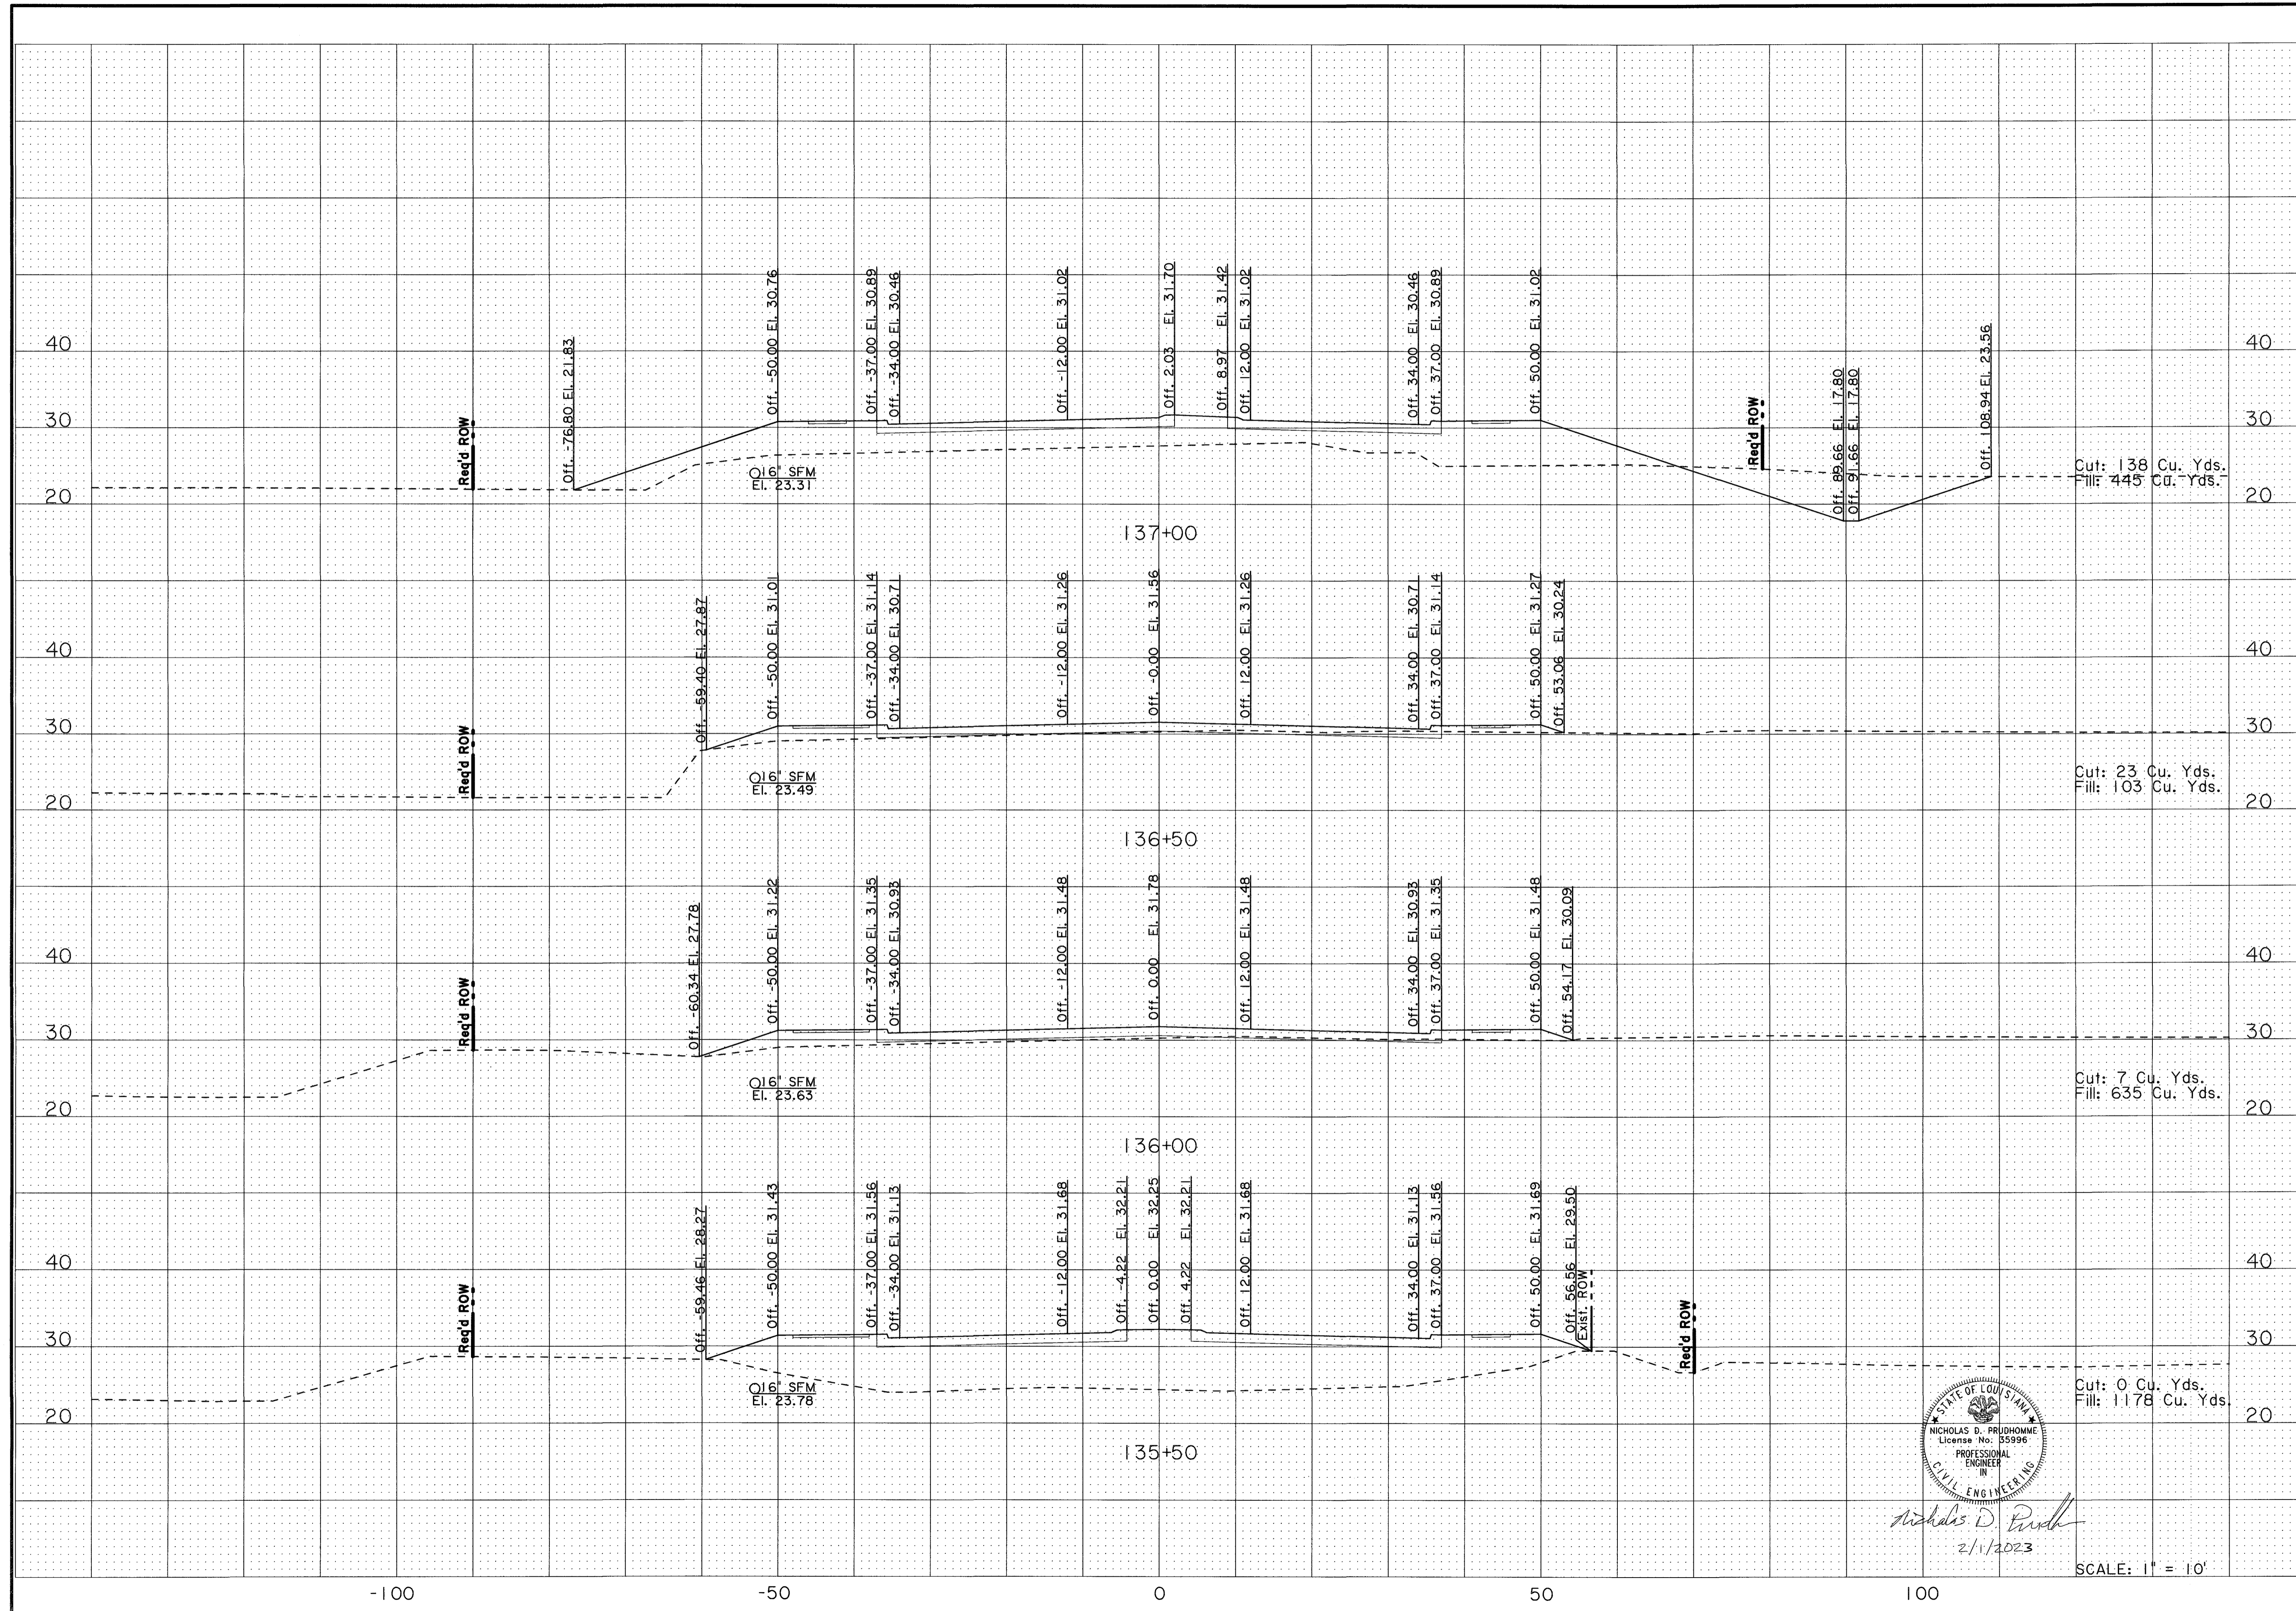 Off. -76.80 El. 21.83
Off. -50.00 El. 30.76
Off. -37.00 El. 30.89
Off. -34.00 El. 30.46
Off. -12.00 El. 31.02
Off. 2.03 El. 31.70
Off. 8.97 El. 31.42
Off. 12.00 El. 31.02
Off. 34.00 El. 30.46
Off. 37.00 El. 30.89
Off. 50.00 El. 31.02
Off. 89.66 El. 17.80
Off. 91.66 El. 17.80
Off. 108.94 El. 23.56
40
40
30
30
20
20
Req'd ROW
Req'd ROW
16" SFM
El. 23.31
Cut: 138 Cu. Yds.
Fill: 445 Cu. Yds.
137+00
Off. -59.40 El. 27.87
Off. -50.00 El. 31.01
Off. -37.00 El. 31.14
Off. -34.00 El. 30.71
Off. -12.00 El. 31.26
Off. -0.00 El. 31.56
Off. 12.00 El. 31.26
Off. 34.00 El. 30.71
Off. 37.00 El. 31.14
Off. 50.00 El. 31.27
Off. 53.06 El. 30.24
40
40
30
30
20
20
Req'd ROW
16" SFM
El. 23.49
Cut: 23 Cu. Yds.
Fill: 103 Cu. Yds.
136+50
Off. -60.34 El. 27.78
Off. -50.00 El. 31.22
Off. -37.00 El. 31.35
Off. -34.00 El. 30.93
Off. -12.00 El. 31.48
Off. 0.00 El. 31.78
Off. 12.00 El. 31.48
Off. 34.00 El. 30.93
Off. 37.00 El. 31.35
Off. 50.00 El. 31.48
Off. 54.17 El. 30.09
40
40
30
30
20
20
Req'd ROW
16" SFM
El. 23.63
Cut: 7 Cu. Yds.
Fill: 635 Cu. Yds.
136+00
Off. -59.46 El. 28.27
Off. -50.00 El. 31.43
Off. -37.00 El. 31.56
Off. -34.00 El. 31.13
Off. -12.00 El. 31.68
Off. -4.22 El. 32.21
Off. 0.00 El. 32.25
Off. 4.22 El. 32.21
Off. 12.00 El. 31.68
Off. 34.00 El. 31.13
Off. 37.00 El. 31.56
Off. 50.00 El. 31.69
Off. 56.56 El. 29.50
Exist. ROW
40
40
30
30
20
20
Req'd ROW
Req'd ROW
16" SFM
El. 23.78
Cut: 0 Cu. Yds.
Fill: 1178 Cu. Yds.
135+50
STATE OF LOUISIANA
NICHOLAS D. PRUDHOMME
License No. 35996
PROFESSIONAL
ENGINEER
IN
CIVIL ENGINEERING
Nicholas D. Prudh
2/1/2023
SCALE: 1" = 10'
-100
-50
0
50
100